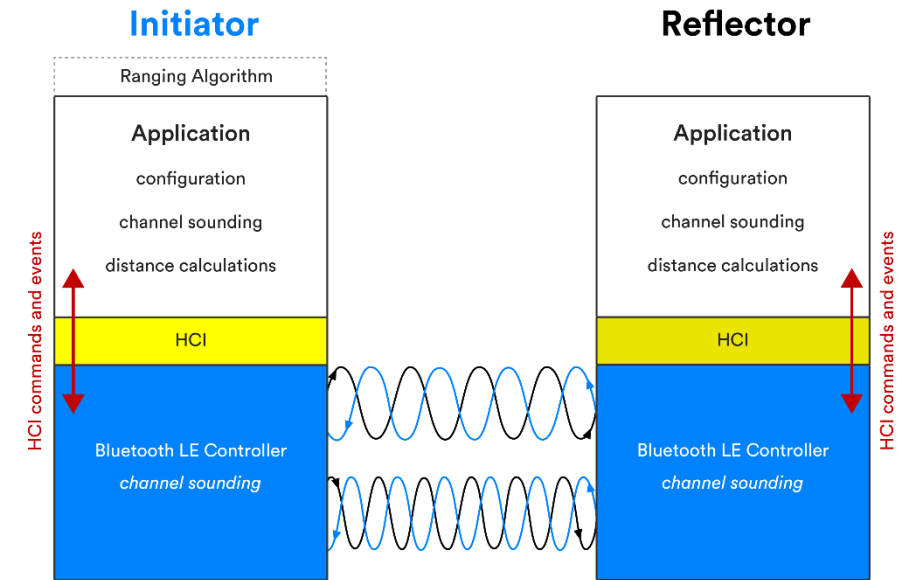 Initiator
Ranging Algorithm
Application
configuration
channel sounding
distance calculations
HCI commands and events
HCI
Bluetooth LE Controller
channel sounding
Reflector
Application
configuration
channel sounding
distance calculations
HCI commands and events
HCI
Bluetooth LE Controller
channel sounding